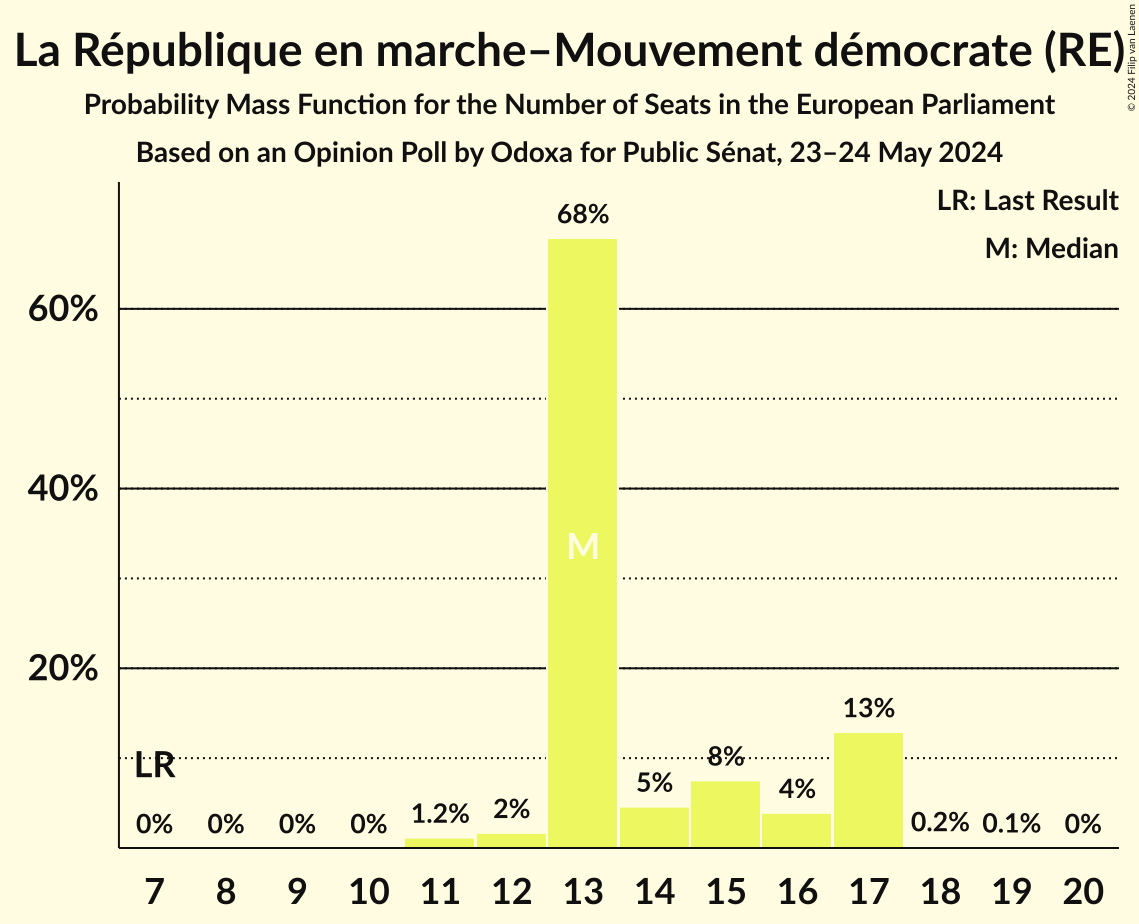 La République en marche–Mouvement démocrate (RE)
Probability Mass Function for the Number of Seats in the European Parliament
Based on an Opinion Poll by Odoxa for Public Sénat, 23–24 May 2024
© 2024 Filip van Laenen
LR: Last Result
M: Median
60%
40%
20%
68%
M
LR
0%
0%
0%
0%
1.2%
2%
5%
8%
4%
13%
0.2%
0.1%
0%
7 8 9 10 11 12 13 14 15 16 17 18 19 20